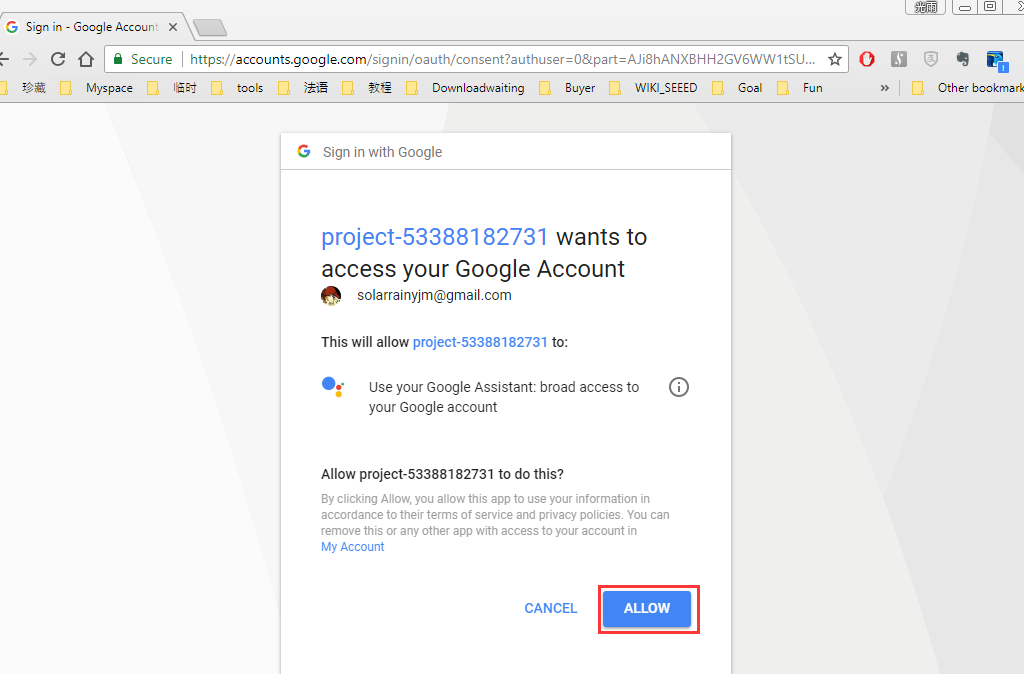 光雨
Sign in - Google Account
Secure
https://accounts.google.com/signin/oauth/consent?authuser=0&part=AJi8hANXBHH2GV6WW1tSU...
珍藏 Myspace 临时 tools 法语 教程 Downloadwaiting Buyer WIKI_SEEED Goal Fun » Other bookmark
Sign in with Google
project-53388182731 wants to
access your Google Account
solarrainyjm@gmail.com
This will allow project-53388182731 to:
Use your Google Assistant: broad access to
your Google account
Allow project-53388182731 to do this?
By clicking Allow, you allow this app to use your information in
accordance to their terms of service and privacy policies. You can
remove this or any other app with access to your account in
My Account
CANCEL ALLOW